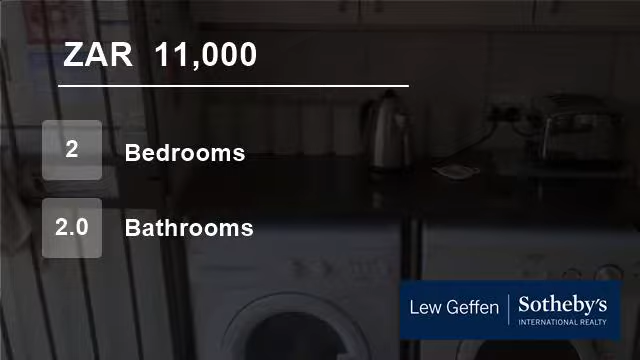 ZAR 11,000
2 Bedrooms
2.0 Bathrooms
Lew Geffen Sotheby's
INTERNATIONAL REALTY